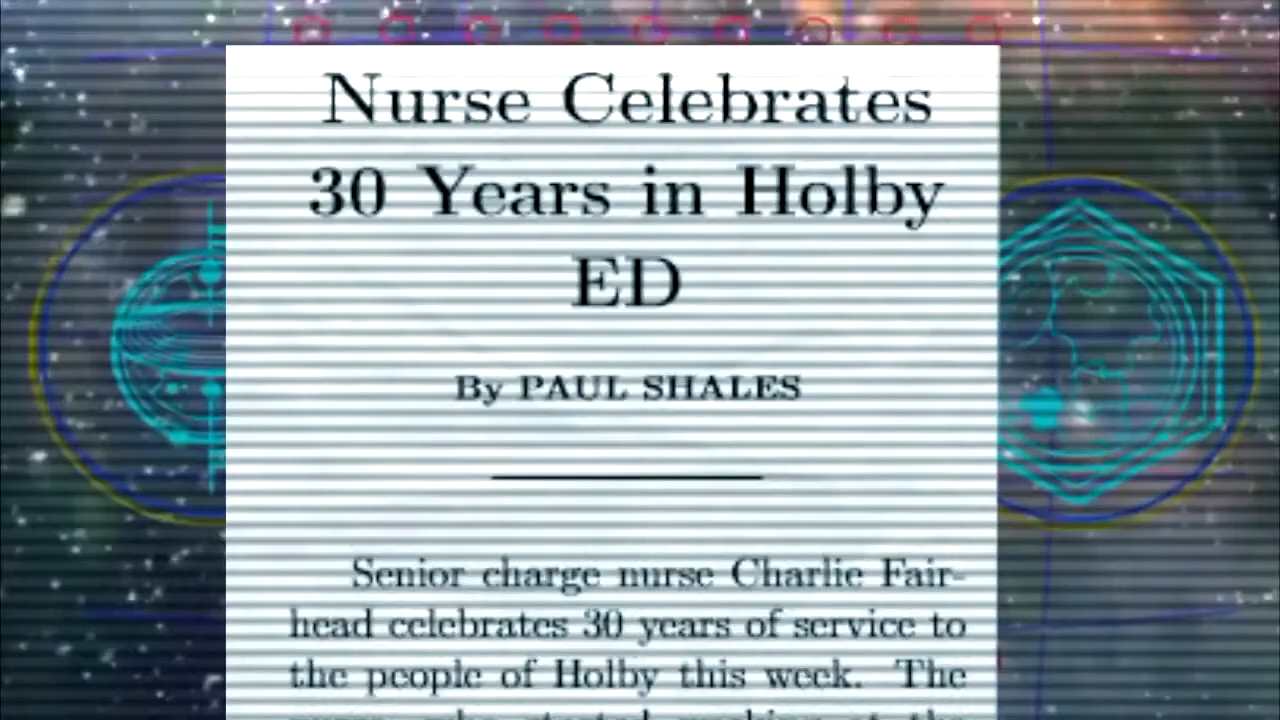 Nurse Celebrates
30 Years in Holby
ED
By PAUL SHALES
Senior charge nurse Charlie Fair-
head celebrates 30 years of service to
the people of Holby this week. The